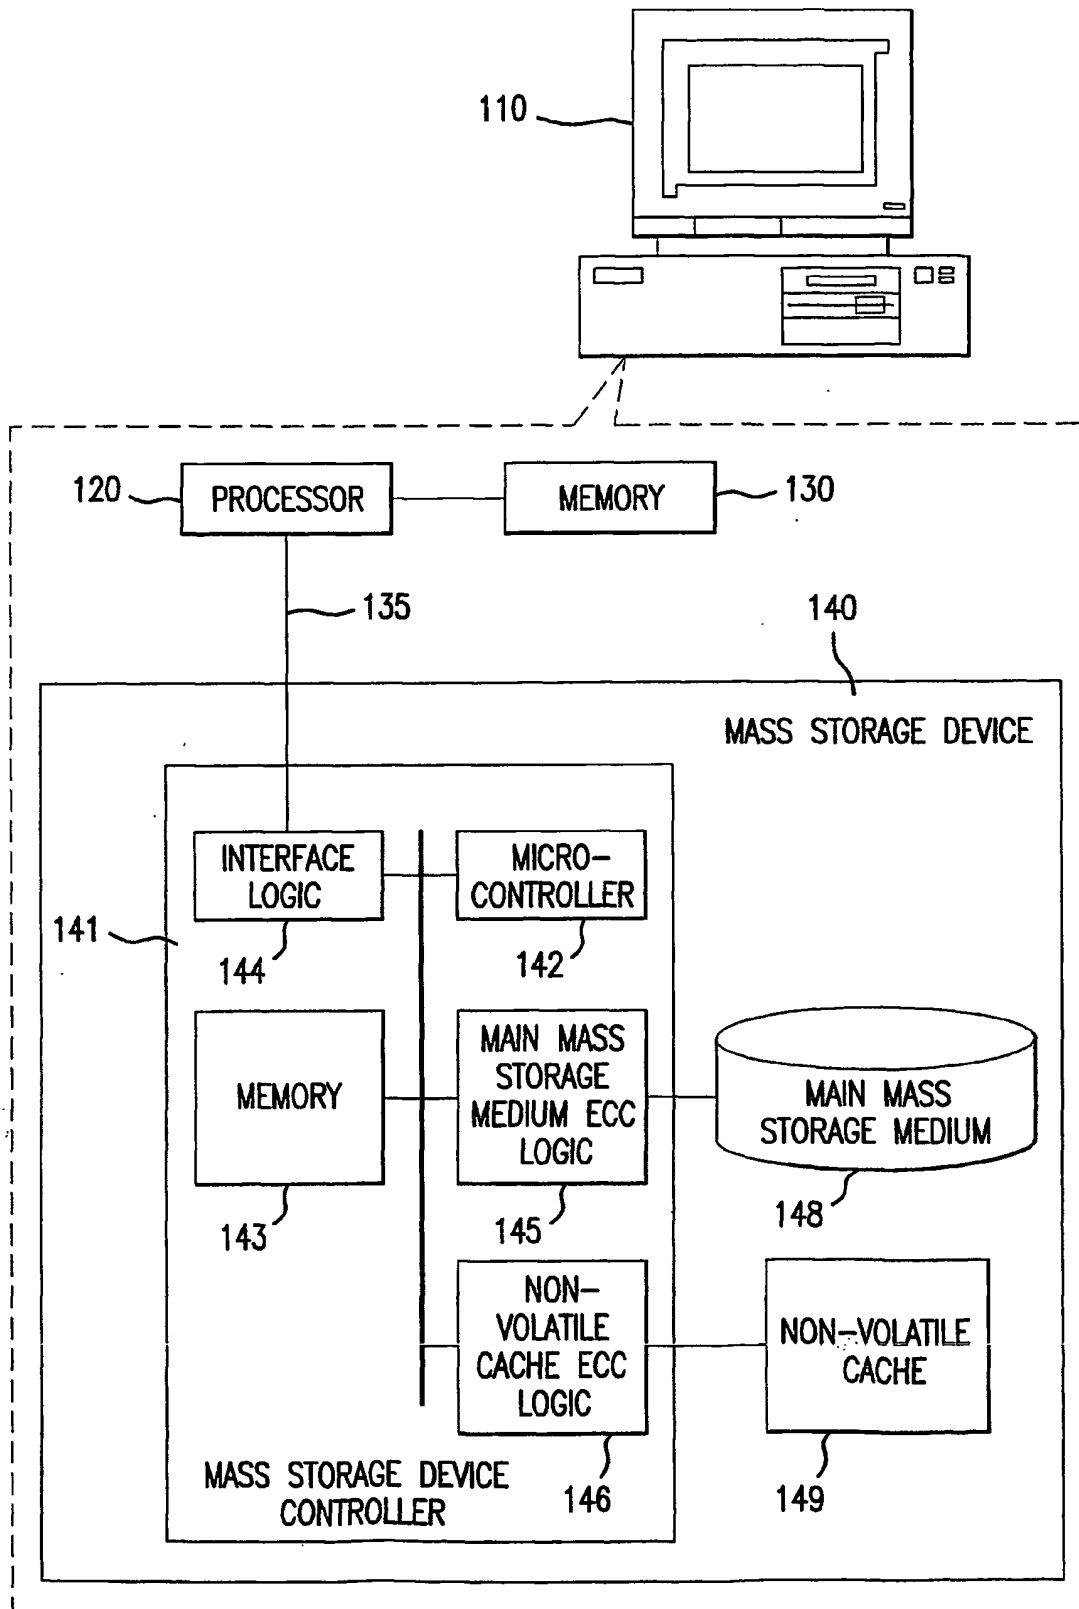 110
120
PROCESSOR
MEMORY
130
135
140
MASS STORAGE DEVICE
INTERFACE
LOGIC
MICRO-
CONTROLLER
141
144
142
MEMORY
MAIN MASS
STORAGE
MEDIUM ECC
LOGIC
MAIN MASS
STORAGE MEDIUM
143
145
148
NON-
VOLATILE
CACHE ECC
LOGIC
NON-VOLATILE
CACHE
MASS STORAGE DEVICE
CONTROLLER
146
149